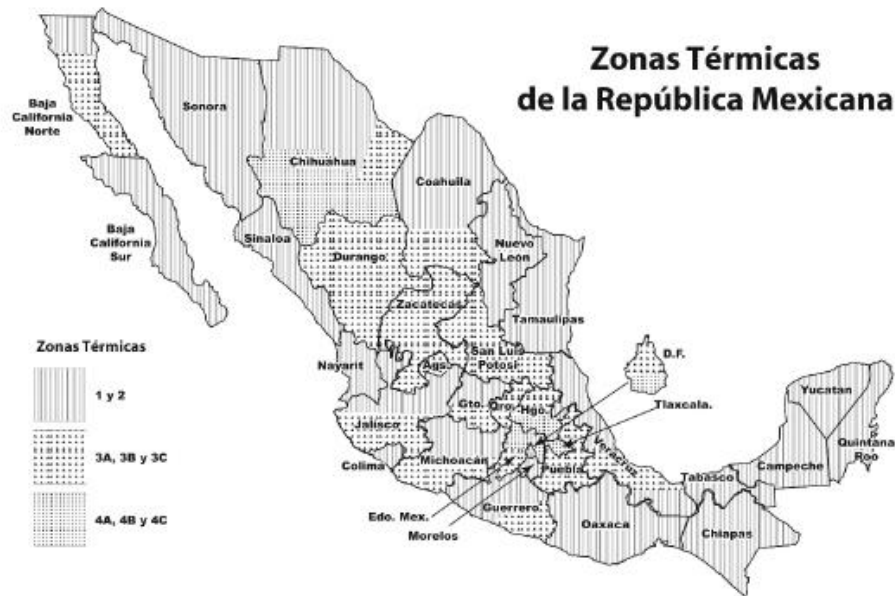 Zonas Térmicas
de la República Mexicana
Baja
California
Norte
Sonora
Chihuahua
Coahuila
Baja
California
Sur
Sinaloa
Nuevo
León
Durango
Zacatecas
Tamaulipas
Zonas Térmicas
1 y 2
3A, 3B y 3C
4A, 4B y 4C
Nayarit
Ags.
San Luis
Potosí
D.F.
Gto.
Qro.
Hgo.
Tlaxcala.
Yucatan
Jalisco
Veracruz
Quintana
Roo
Colima
Michoacán
Puebla
Tabasco
Campeche
Edo. Mex.
Guerrero
Morelos
Oaxaca
Chiapas